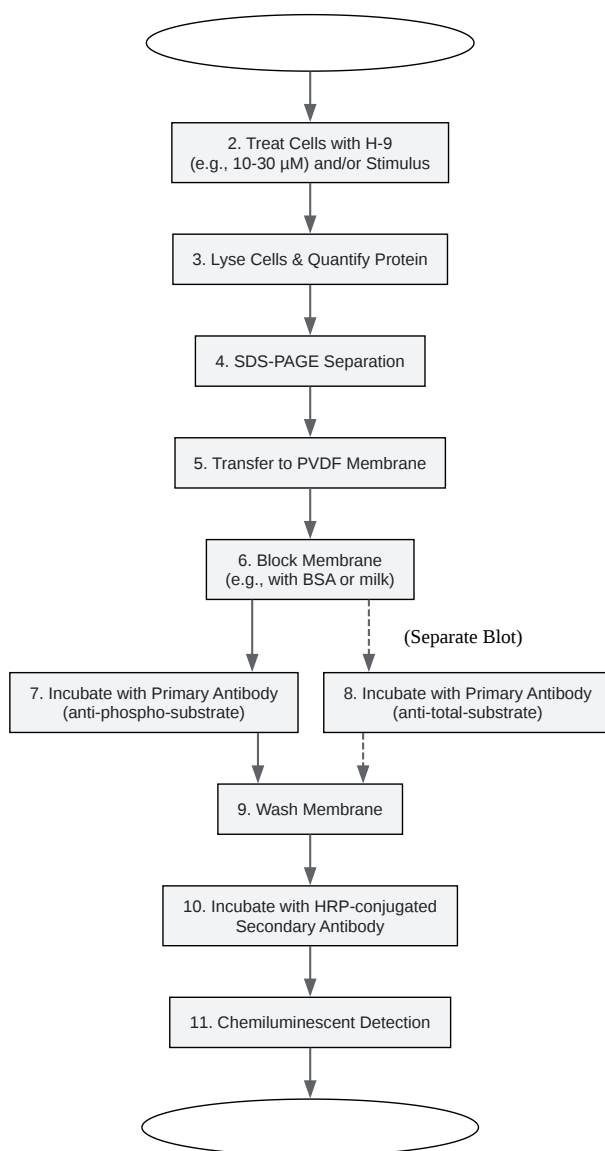 2. Treat Cells with H-9
(e.g., 10-30 µM) and/or Stimulus
3. Lyse Cells & Quantify Protein
4. SDS-PAGE Separation
5. Transfer to PVDF Membrane
6. Block Membrane
(e.g., with BSA or milk)
(Separate Blot)
7. Incubate with Primary Antibody
(anti-phospho-substrate)
8. Incubate with Primary Antibody
(anti-total-substrate)
9. Wash Membrane
10. Incubate with HRP-conjugated
Secondary Antibody
11. Chemiluminescent Detection